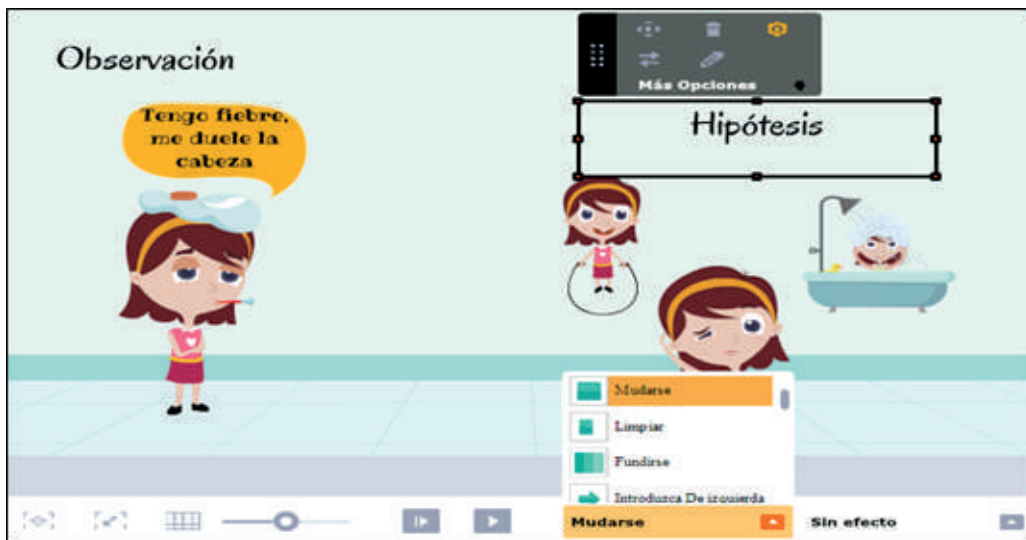 Observación
Tengo fiebre,
me duele la
cabeza
Más Opciones
Hipótesis
Mudarse
Limpiar
Fundirse
Introduzca De izquierda
Mudarse
Sin efecto